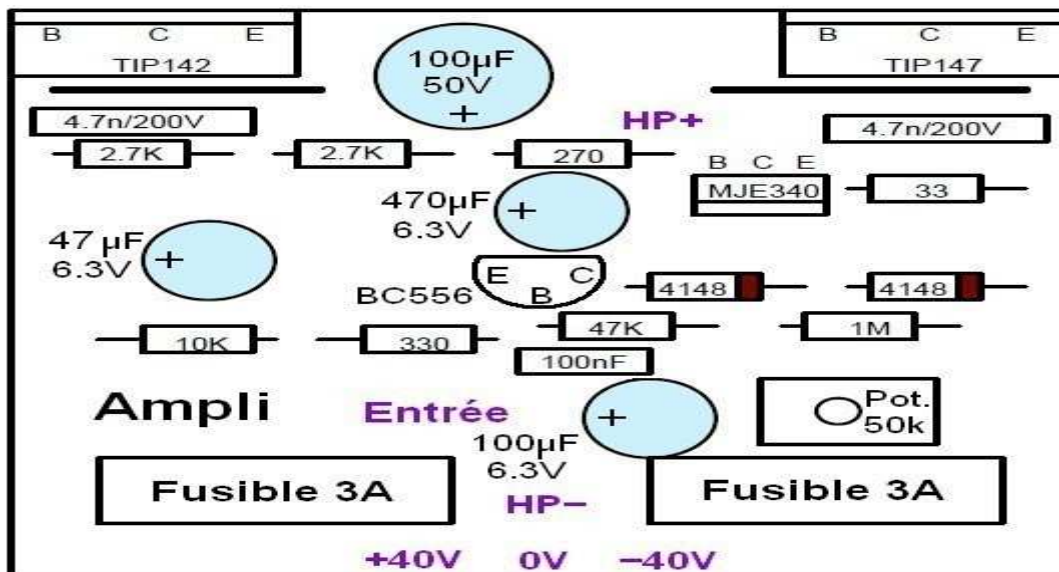 B C E
TIP142
100µF
50V
+
B C E
TIP147
4.7n/200V
HP+
4.7n/200V
2.7K
2.7K
270
B C E
MJE340
33
470µF
6.3V
+
47µF
6.3V
+
E C
B
BC556
4148
4148
10K
330
47K
1M
100nF
Ampli
Entrée
+
100µF
6.3V
Pot.
50k
Fusible 3A
Fusible 3A
HP−
+40V 0V −40V